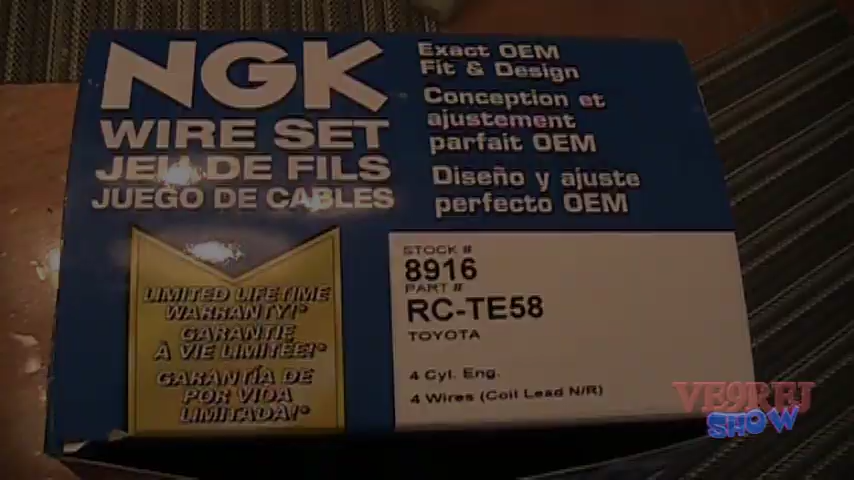 NGK
WIRE SET
JEU DE FILS
JUEGO DE CABLES
Exact OEM
Fit & Design
Conception et
ajustement
parfait OEM
Diseño y ajuste
perfecto OEM
LIMITED LIFETIME
WARRANTY!*
GARANTIE
À VIE LIMITÉE!*
GARANTÍA DE
POR VIDA
LIMITADA!*
STOCK #
8916
PART #
RC-TE58
TOYOTA
4 Cyl. Eng.
4 Wires (Coil Lead N/R)
VE9REJ
SHOW